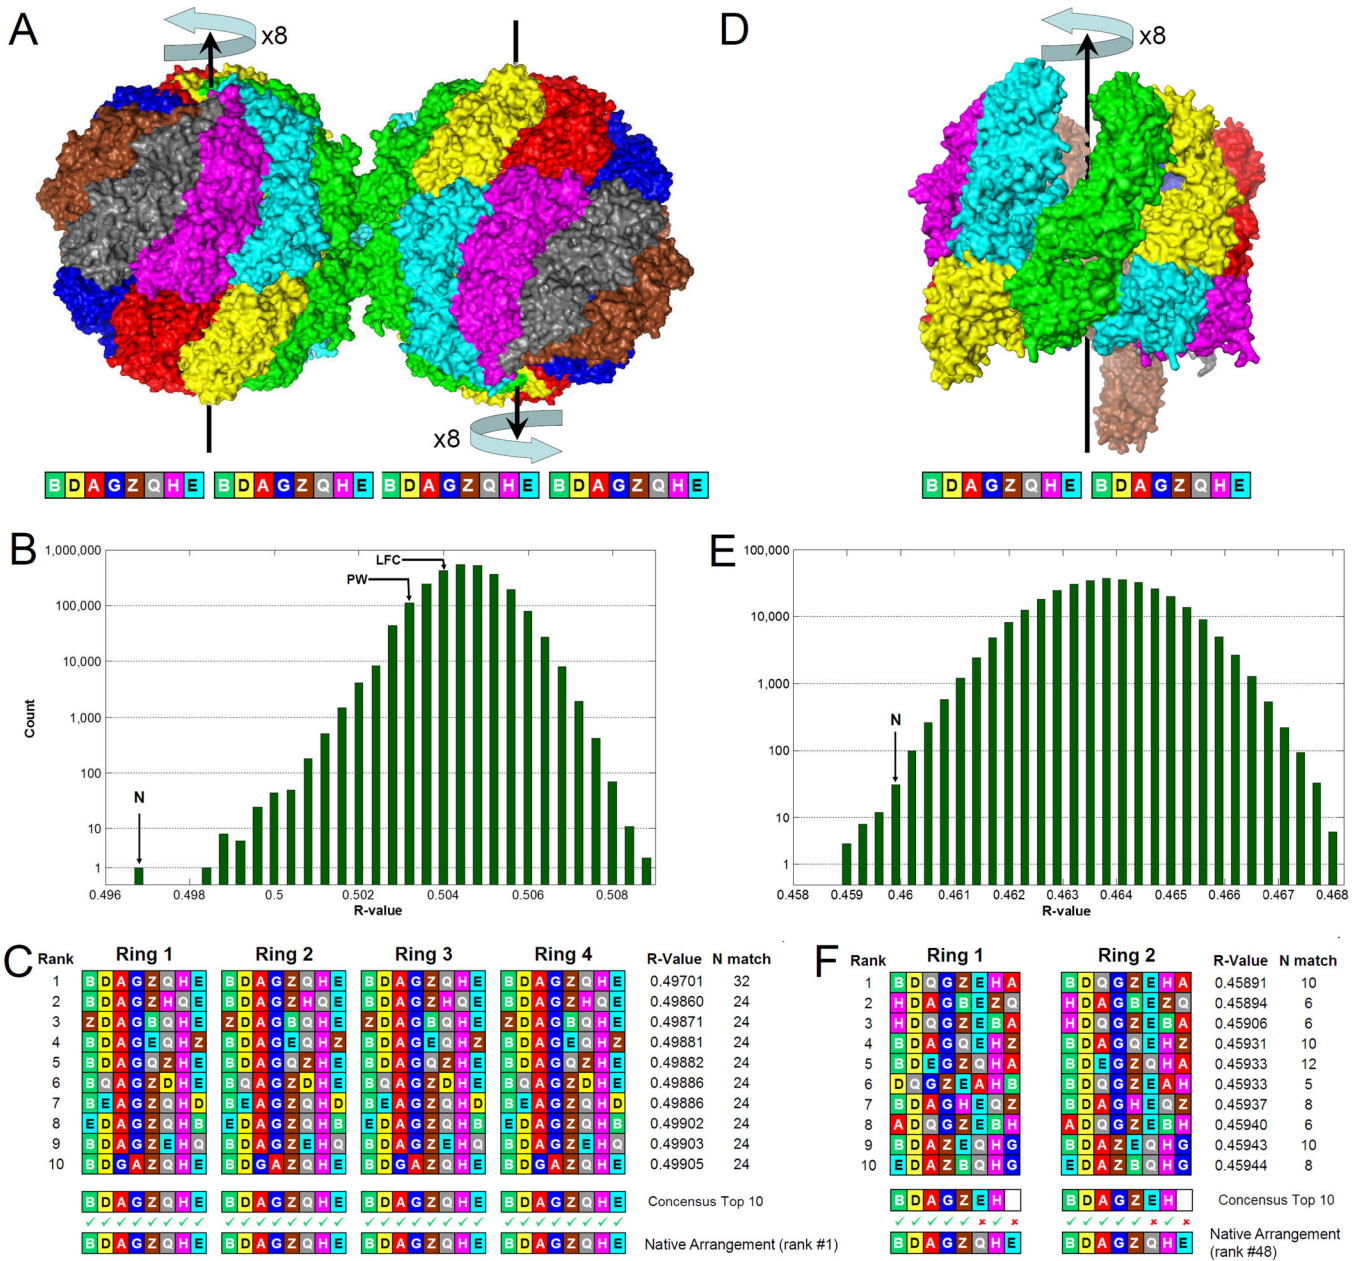 A
x8
x8
B D A G Z Q H E B D A G Z Q H E B D A G Z Q H E B D A G Z Q H E
D
x8
B D A G Z Q H E B D A G Z Q H E
B
1,000,000
100,000
10,000
1,000
100
10
1
Count
N
PW
LFC
0.496 0.498 0.5 0.502 0.504 0.506 0.508
R-value
E
100,000
10,000
1,000
100
10
1
N
0.458 0.459 0.46 0.461 0.462 0.463 0.464 0.465 0.466 0.467 0.468
R-value
C
Rank Ring 1 Ring 2 Ring 3 Ring 4 R-Value N match
1 BDAGZQHE BDAGZQHE BDAGZQHE BDAGZQHE 0.49701 32
2 BDAGZHQE BDAGZHQE BDAGZHQE BDAGZHQE 0.49860 24
3 ZDAGBQHE ZDAGBQHE ZDAGBQHE ZDAGBQHE 0.49871 24
4 BDAGEQHZ BDAGEQHZ BDAGEQHZ BDAGEQHZ 0.49881 24
5 BDAGQZHE BDAGQZHE BDAGQZHE BDAGQZHE 0.49882 24
6 BQAGZDHE BQAGZDHE BQAGZDHE BQAGZDHE 0.49886 24
7 BEAGZQHD BEAGZQHD BEAGZQHD BEAGZQHD 0.49886 24
8 EDAGZQHB EDAGZQHB EDAGZQHB EDAGZQHB 0.49902 24
9 BDAGZEHQ BDAGZEHQ BDAGZEHQ BDAGZEHQ 0.49903 24
10 BDGAZQHE BDGAZQHE BDGAZQHE BDGAZQHE 0.49905 24
BDAGZQHE BDAGZQHE BDAGZQHE BDAGZQHE Concensus Top 10
✓✓✓✓✓✓✓✓ ✓✓✓✓✓✓✓✓ ✓✓✓✓✓✓✓✓ ✓✓✓✓✓✓✓✓
BDAGZQHE BDAGZQHE BDAGZQHE BDAGZQHE Native Arrangement (rank #1)
F
Rank Ring 1 Ring 2 R-Value N match
1 BDQGZEHA BDQGZEHA 0.45891 10
2 HDAGBEZQ HDAGBEZQ 0.45894 6
3 HDQGZEBA HDQGZEBA 0.45906 6
4 BDAGQEHZ BDAGQEHZ 0.45931 10
5 BDEGZQHA BDEGZQHA 0.45933 12
6 DQGZEAHB BDQGZEAH 0.45933 5
7 BDAGHEQZ BDAGHEQZ 0.45937 8
8 ADQGZEBH ADQGZEBH 0.45940 6
9 BDAZEQHG BDAZEQHG 0.45943 10
10 EDAZBQHG EDAZBQHG 0.45944 8
BDAGZEH BDAGZEH Concensus Top 10
✓✓✓✓✓✗✓✗ ✓✓✓✓✓✗✓✗
BDAGZQHE BDAGZQHE Native Arrangement
(rank #48)